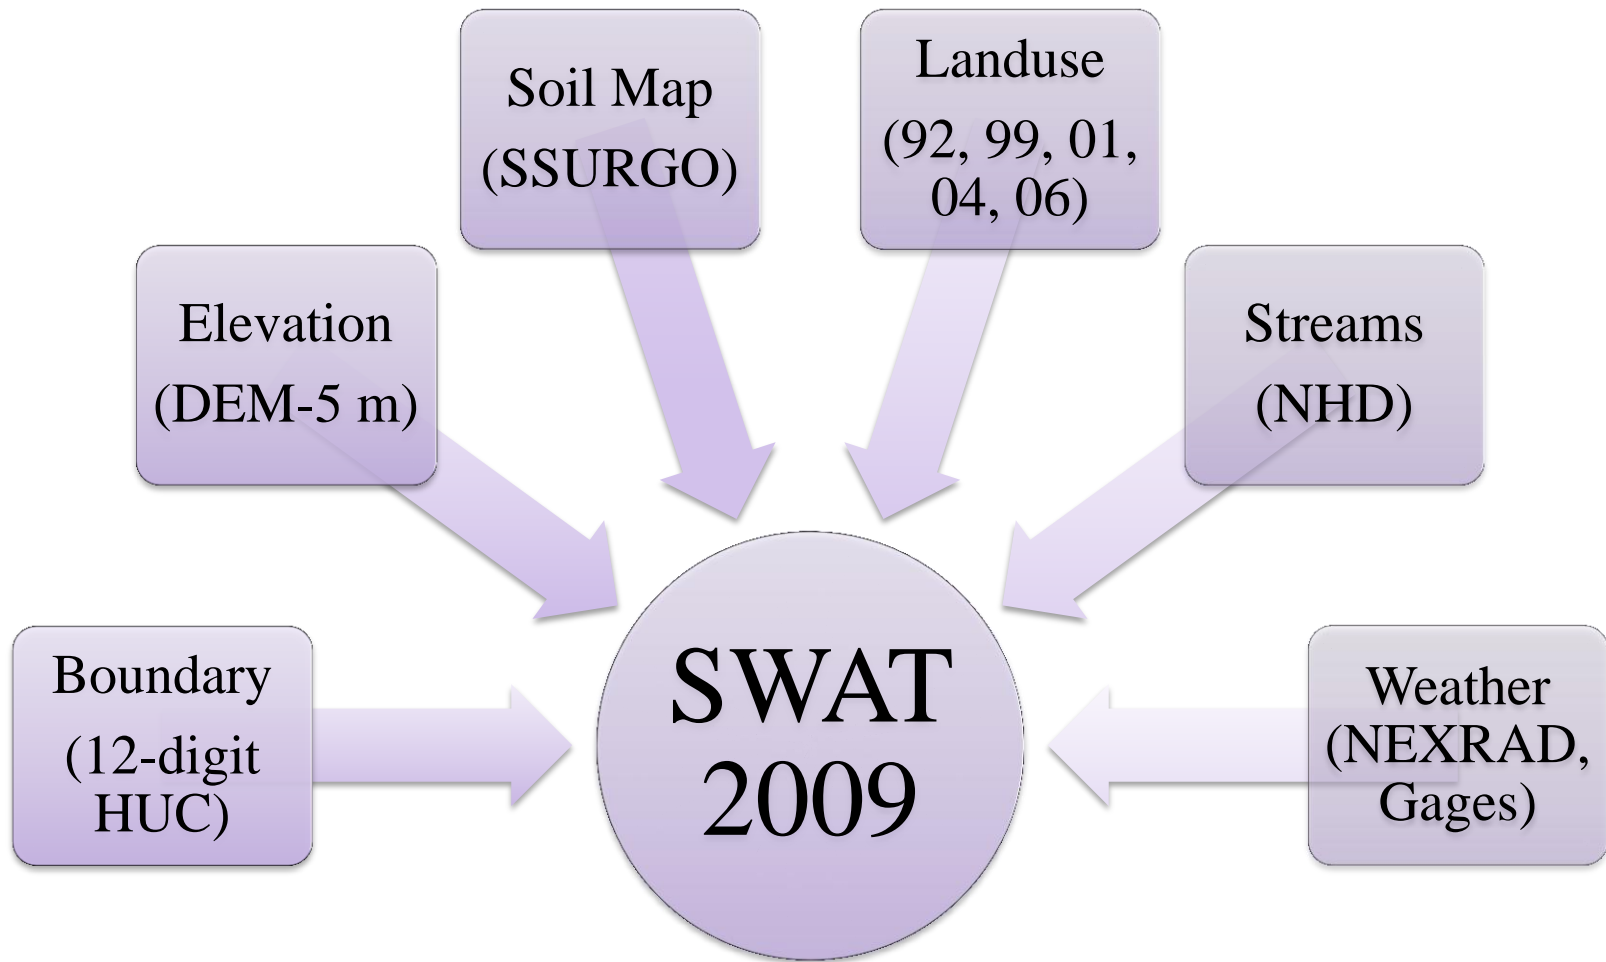 Soil Map
(SSURGO)
Landuse
(92, 99, 01,
04, 06)
Elevation
(DEM-5 m)
Streams
(NHD)
Boundary
(12-digit
HUC)
SWAT
2009
Weather
(NEXRAD,
Gages)